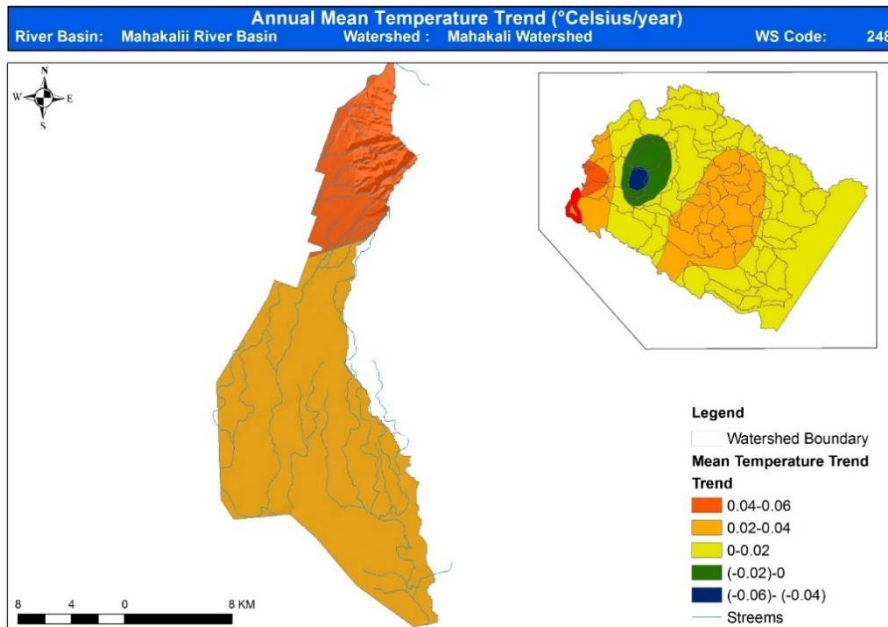 Annual Mean Temperature Trend (°Celsius/year)
River Basin: Mahakalii River Basin Watershed : Mahakali Watershed WS Code: 248
N
W E
S
Legend
Watershed Boundary
Mean Temperature Trend
Trend
0.04-0.06
0.02-0.04
0-0.02
(-0.02)-0
(-0.06)- (-0.04)
Streems
8 4 0 8 KM